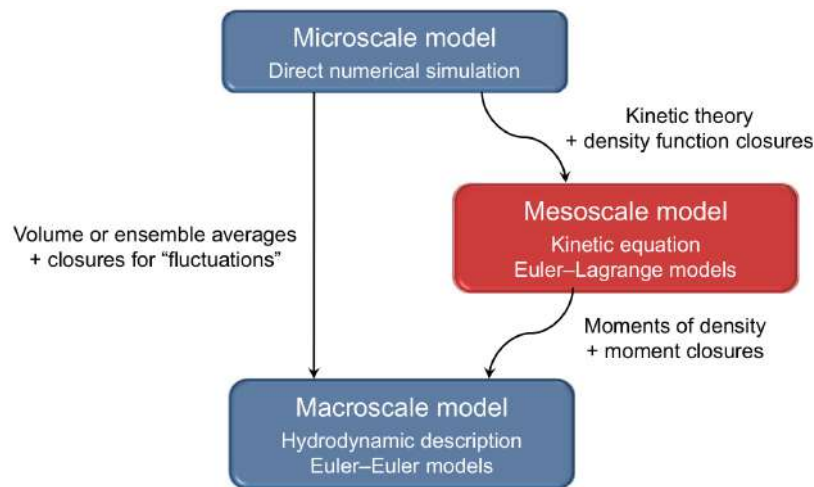 Microscale model
Direct numerical simulation
Kinetic theory
+ density function closures
Volume or ensemble averages
+ closures for “fluctuations”
Mesoscale model
Kinetic equation
Euler–Lagrange models
Moments of density
+ moment closures
Macroscale model
Hydrodynamic description
Euler–Euler models